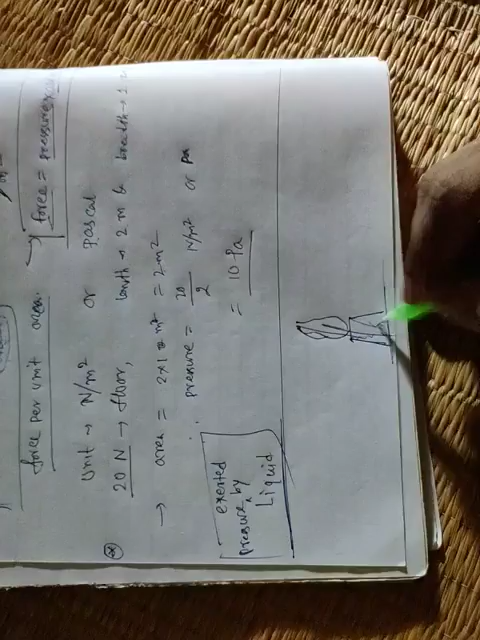 force per unit area. → force = pressure
Unit → N/m² or Pascal
20 N → floor, length → 2 m & breadth → 1
→ area = 2×1 m² = 2m²
∴ pressure = 20/2 N/m² or Pa
= 10 Pa
pressure exerted by
Liquid